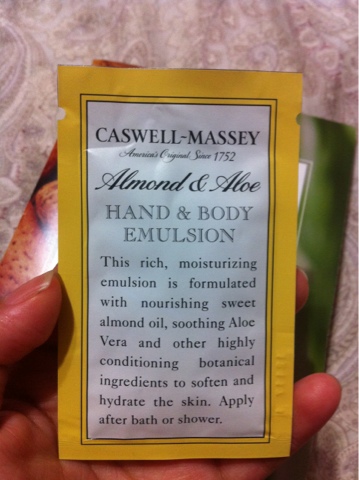 CASWELL-MASSEY
America's Original Since 1752
Almond & Aloe
HAND & BODY
EMULSION
This rich, moisturizing
emulsion is formulated
with nourishing sweet
almond oil, soothing Aloe
Vera and other highly
conditioning botanical
ingredients to soften and
hydrate the skin. Apply
after bath or shower.